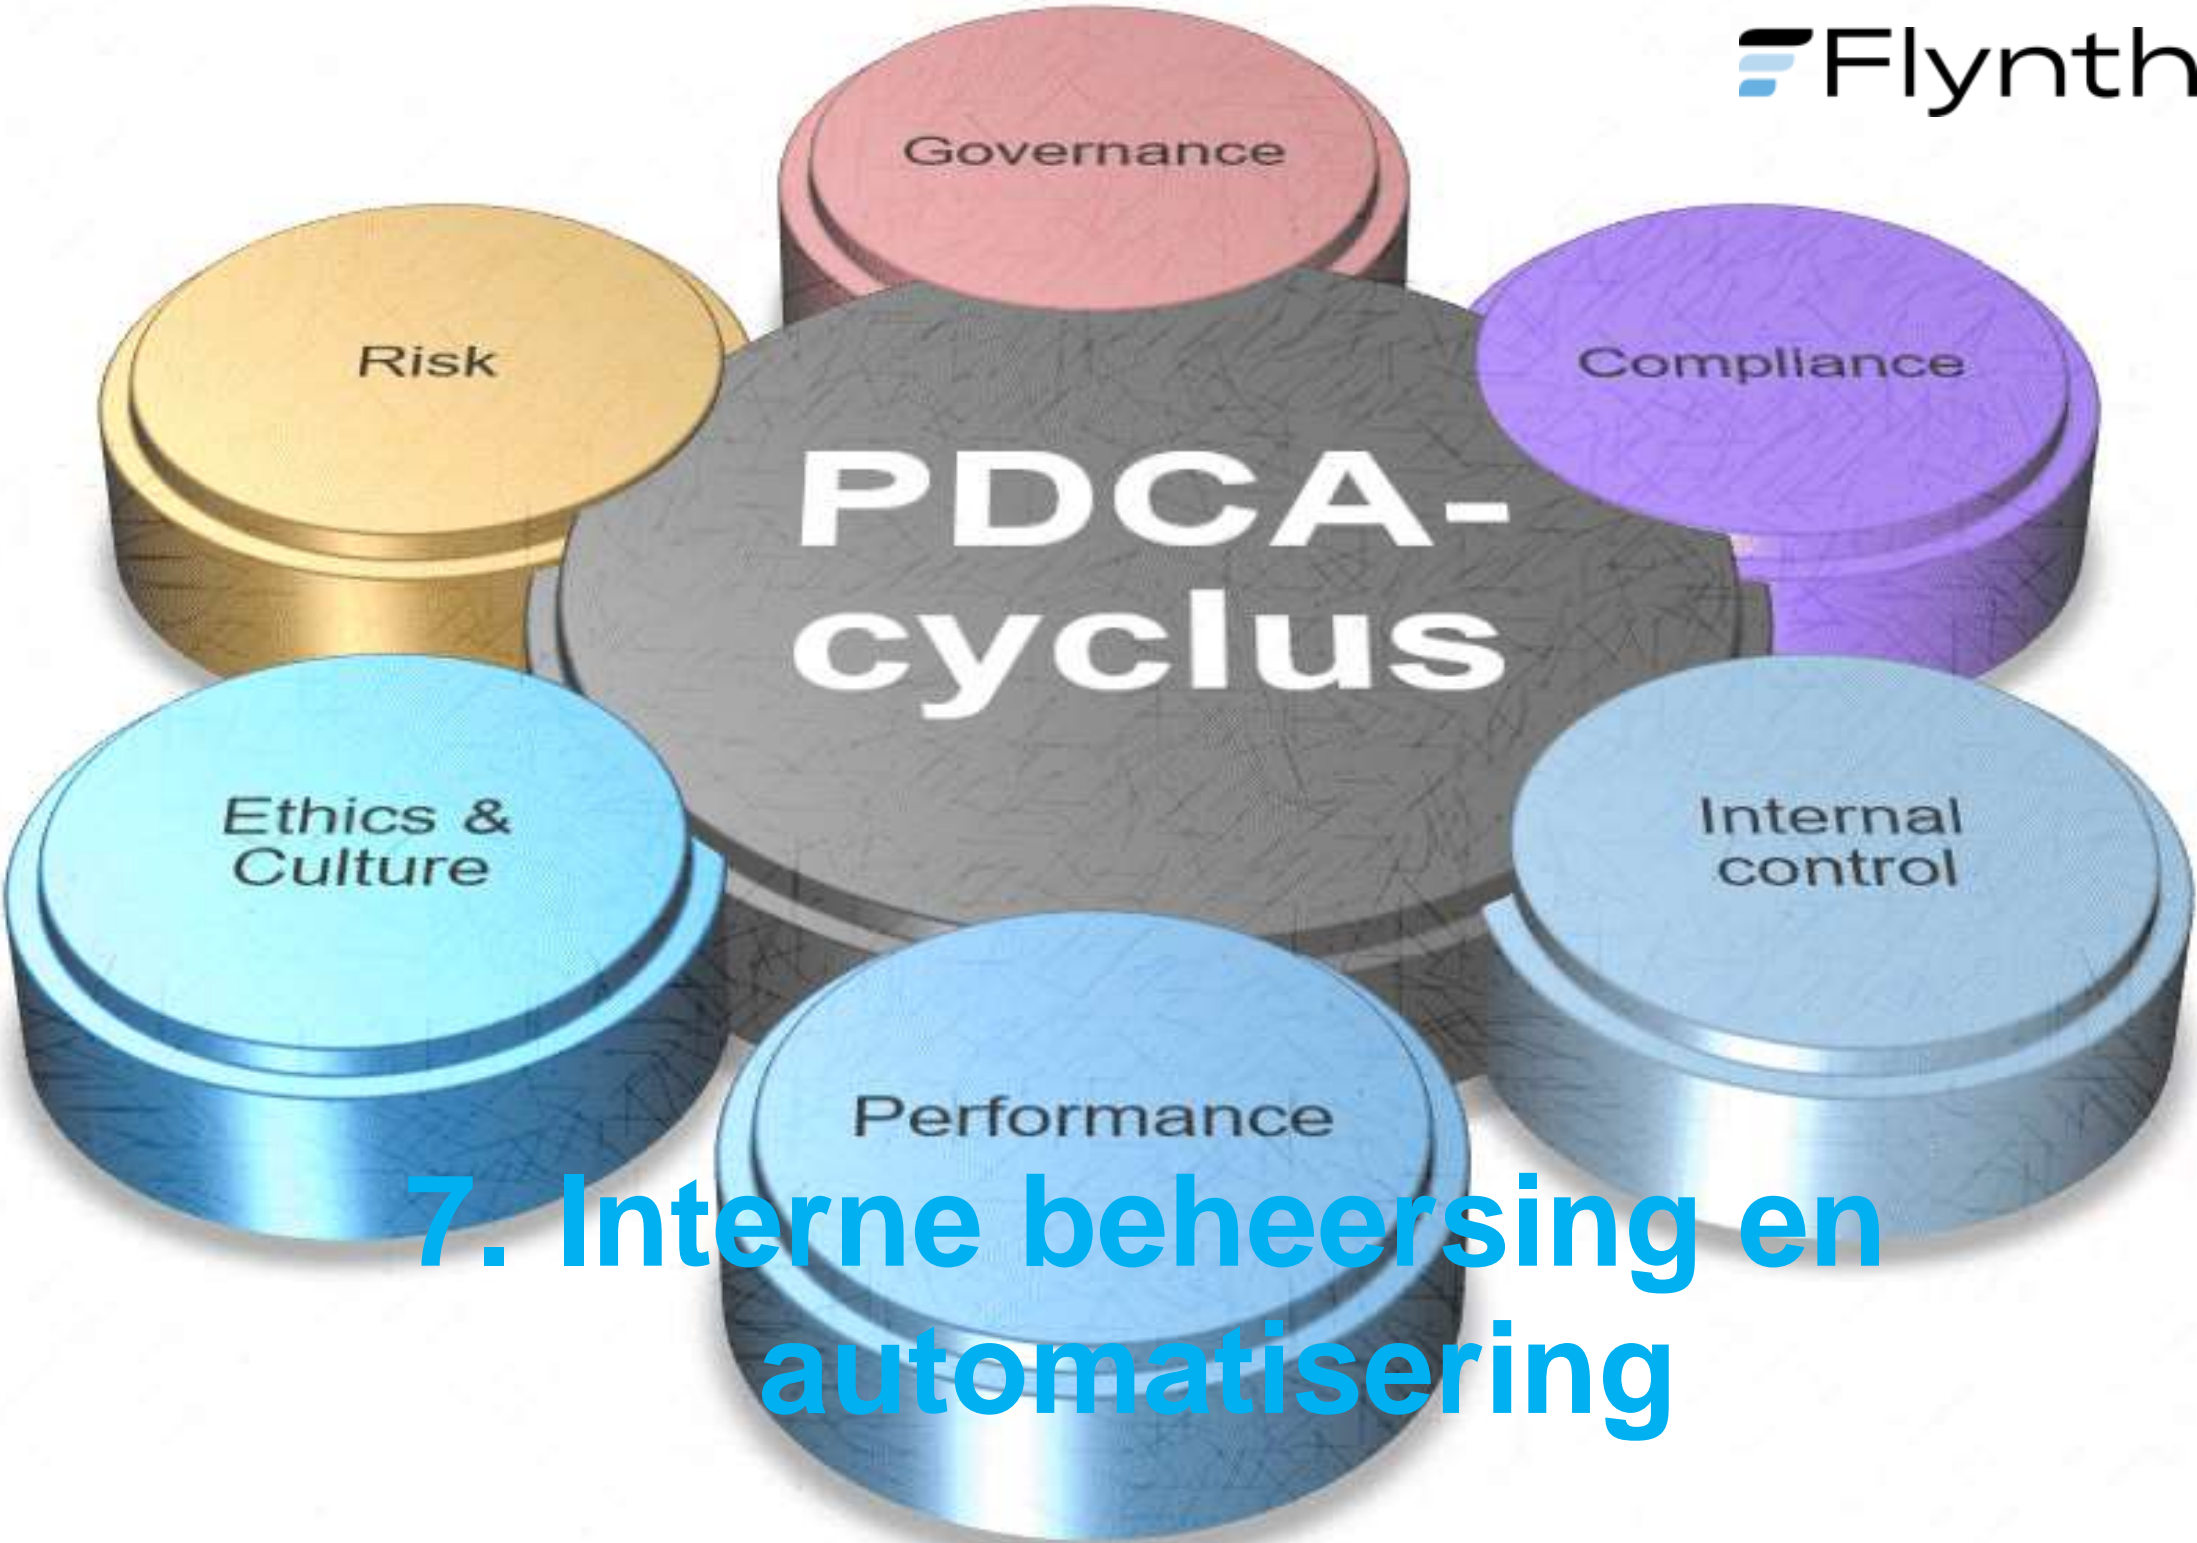 Flynth
Governance
Risk
Compliance
PDCA-
cyclus
Ethics &
Culture
Internal
control
Performance
7. Interne beheersing en
automatisering